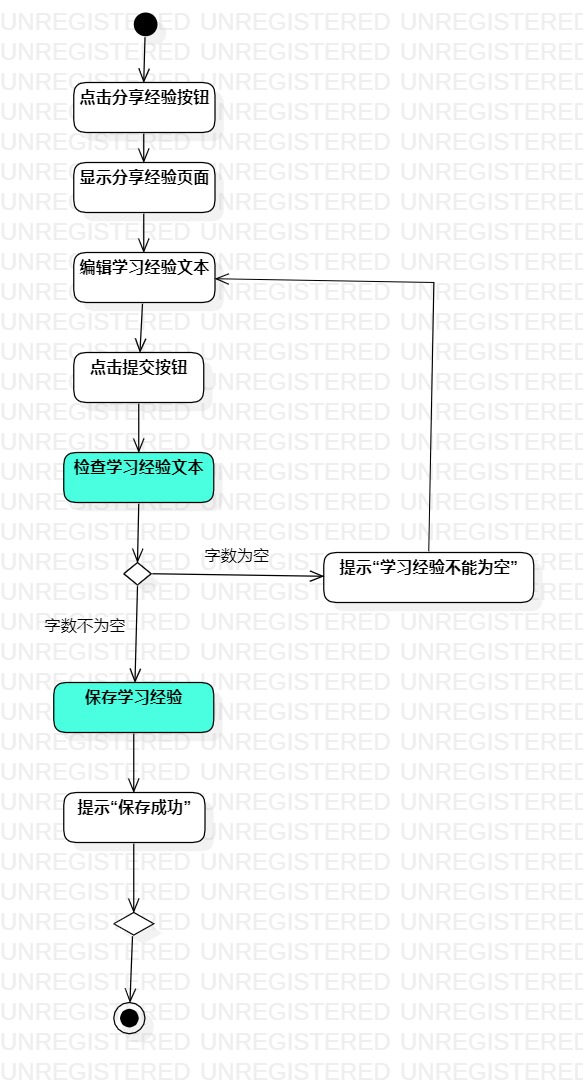 点击分享经验按钮
显示分享经验页面
编辑学习经验文本
点击提交按钮
检查学习经验文本
字数为空
提示“学习经验不能为空”
字数不为空
保存学习经验
提示“保存成功”